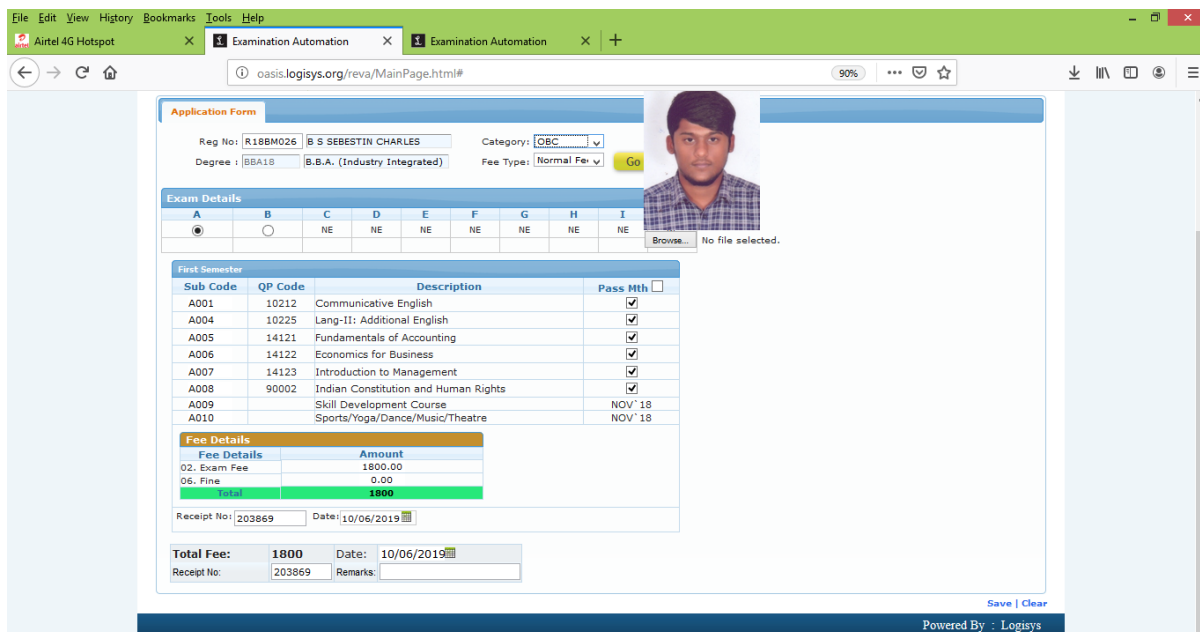 File Edit View History Bookmarks Tools Help
Airtel 4G Hotspot Examination Automation Examination Automation
oasis.logisys.org/reva/MainPage.html# 90%
Application Form
Reg No: R18BM026 B S SEBESTIN CHARLES Category: OBC
Degree : BBA18 B.B.A. (Industry Integrated) Fee Type: Normal Fe Go
Exam Details
A B C D E F G H I
NE NE NE NE NE NE NE
Browse... No file selected.
First Semester
Sub Code QP Code Description Pass Mth
A001 10212 Communicative English
A004 10225 Lang-II: Additional English
A005 14121 Fundamentals of Accounting
A006 14122 Economics for Business
A007 14123 Introduction to Management
A008 90002 Indian Constitution and Human Rights
A009 Skill Development Course NOV`18
A010 Sports/Yoga/Dance/Music/Theatre NOV`18
Fee Details
Fee Details Amount
02. Exam Fee 1800.00
06. Fine 0.00
Total 1800
Receipt No: 203869 Date: 10/06/2019
Total Fee: 1800 Date: 10/06/2019
Receipt No: 203869 Remarks:
Save | Clear
Powered By : Logisys